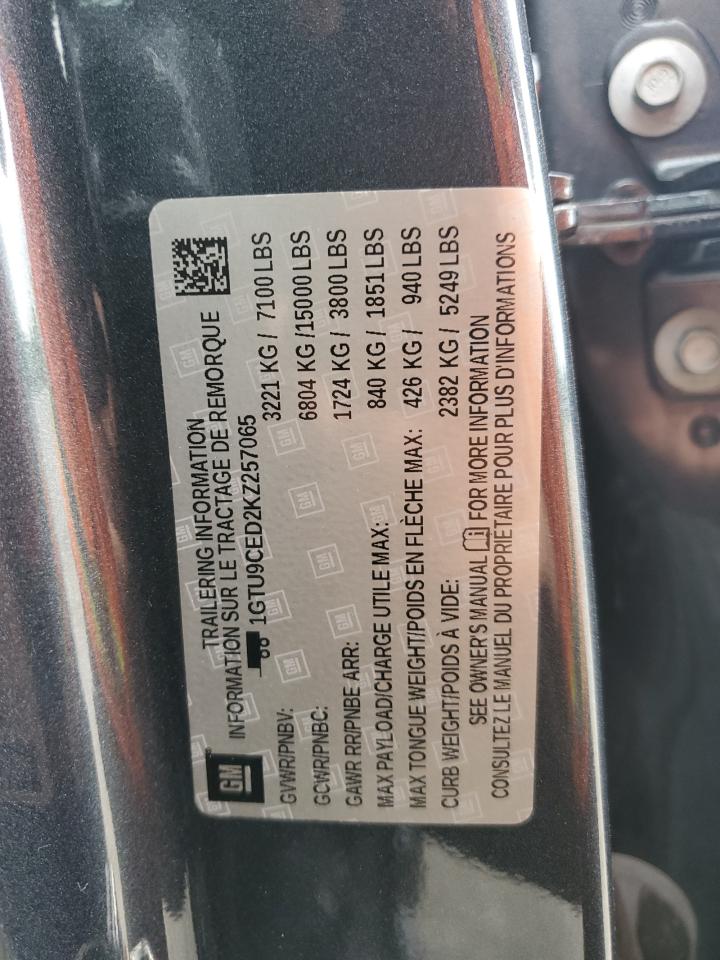 GM
TRAILERING INFORMATION
INFORMATION SUR LE TRACTAGE DE REMORQUE
1GTU9CED2KZ257065
GVWR/PNBV: 3221 KG / 7100 LBS
GCWR/PNBC: 6804 KG /15000 LBS
GAWR RR/PNBE ARR: 1724 KG / 3800 LBS
MAX PAYLOAD/CHARGE UTILE MAX: 840 KG / 1851 LBS
MAX TONGUE WEIGHT/POIDS EN FLÈCHE MAX: 426 KG / 940 LBS
CURB WEIGHT/POIDS À VIDE: 2382 KG / 5249 LBS
SEE OWNER'S MANUAL FOR MORE INFORMATION
CONSULTEZ LE MANUEL DU PROPRIETAIRE POUR PLUS D'INFORMATIONS